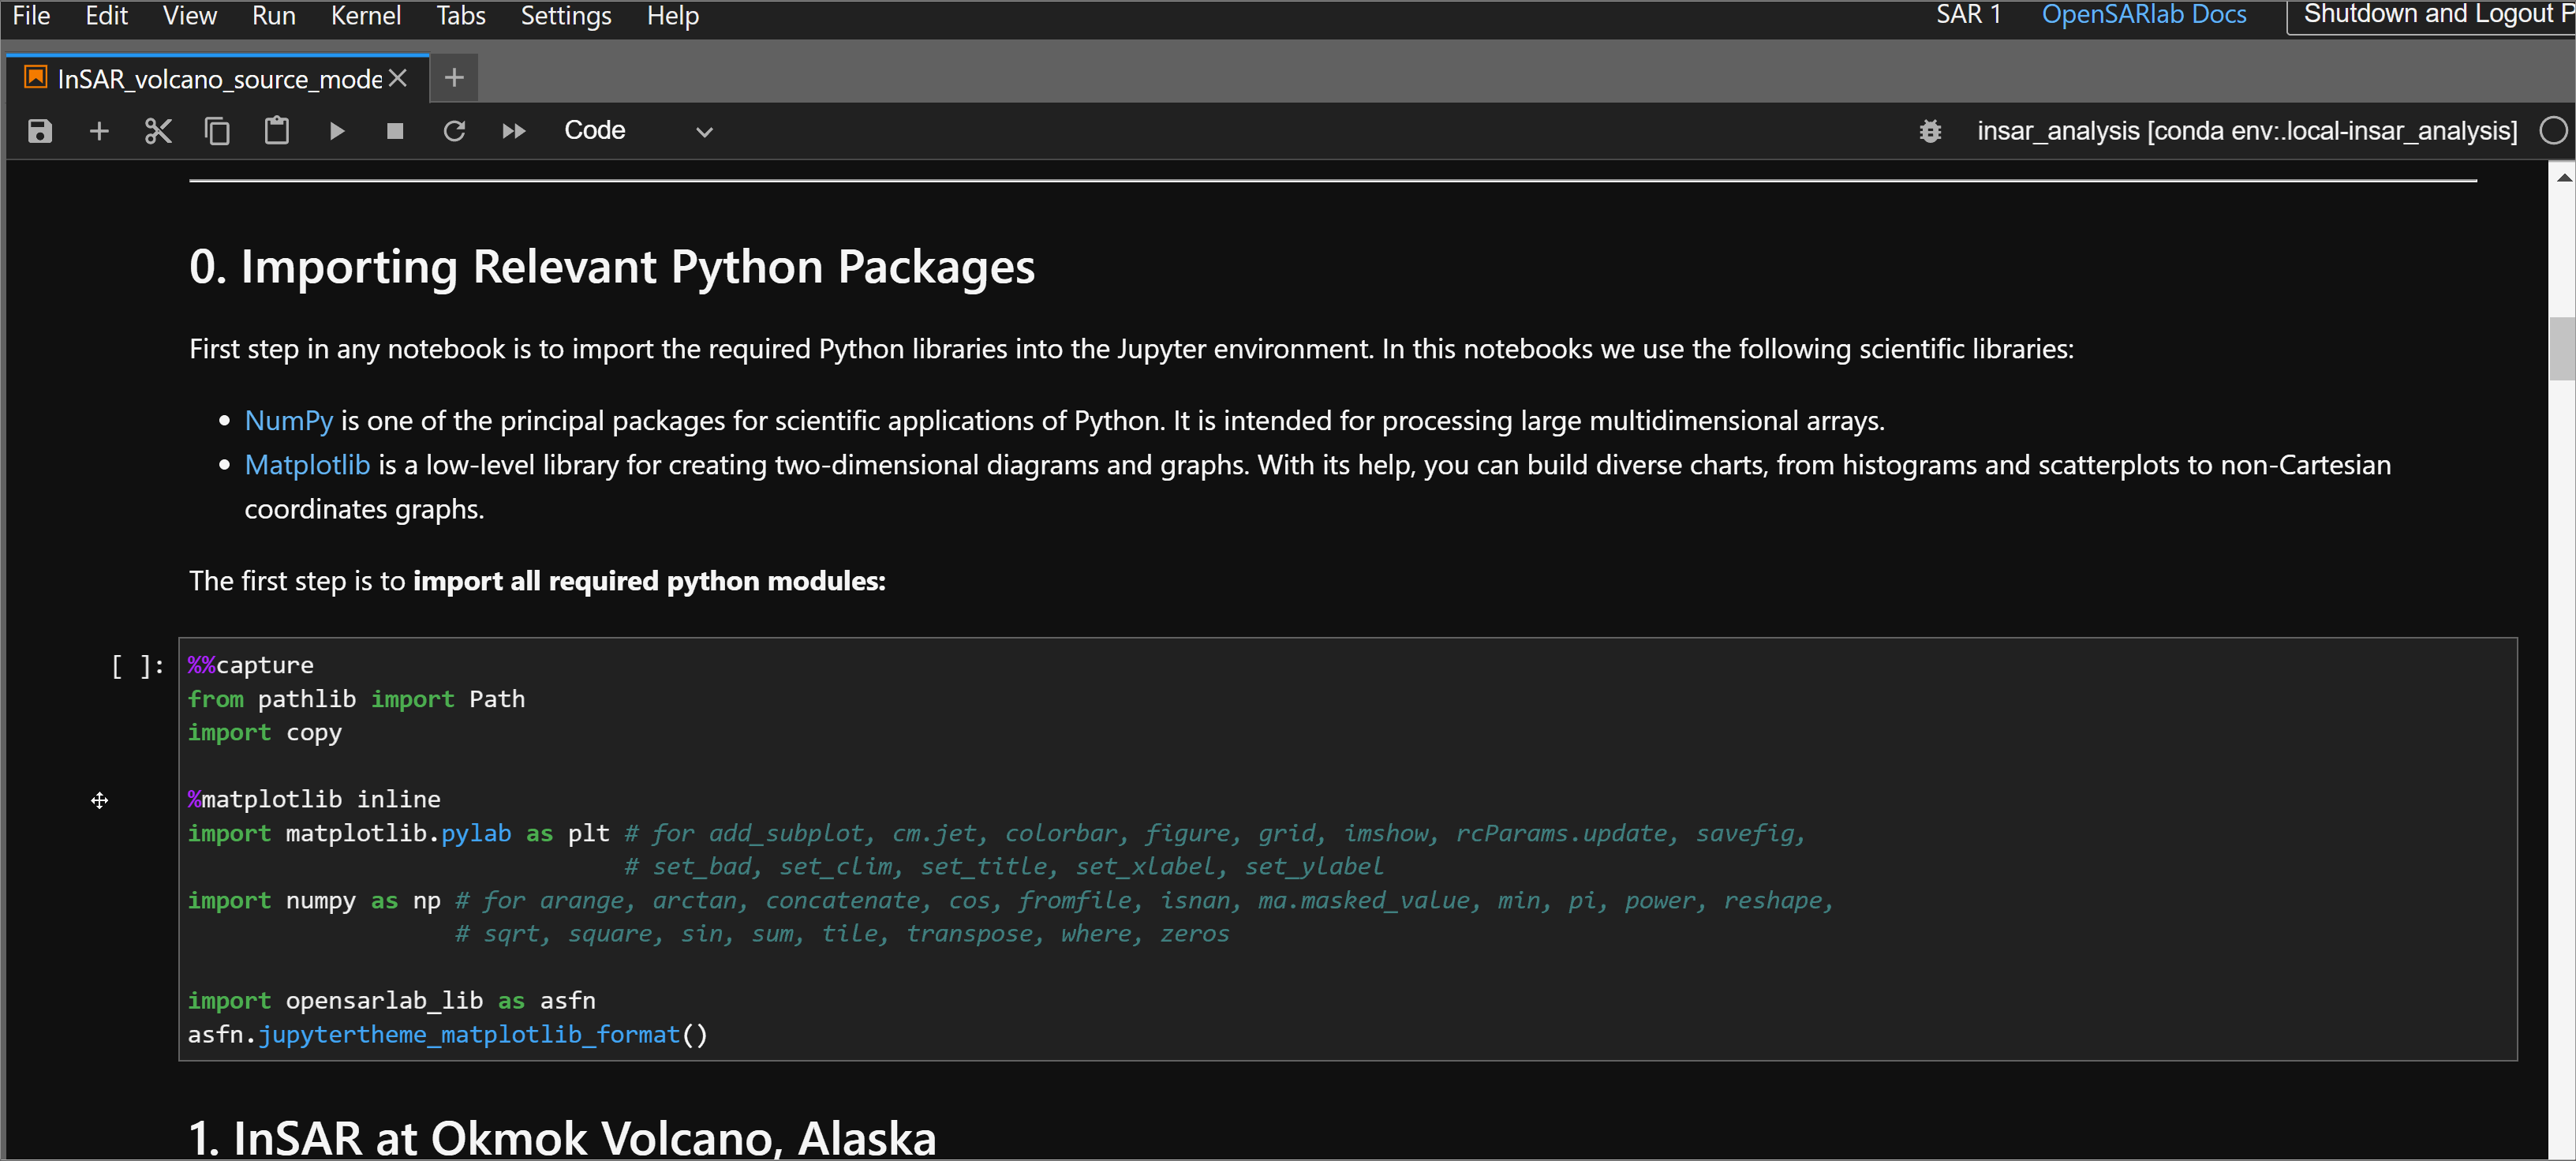 File Edit View Run Kernel Tabs Settings Help SAR 1 OpenSARlab Docs Shutdown and Logout P
InSAR_volcano_source_mode
Code insar_analysis [conda env:.local-insar_analysis]
0. Importing Relevant Python Packages
First step in any notebook is to import the required Python libraries into the Jupyter environment. In this notebooks we use the following scientific libraries:
• NumPy is one of the principal packages for scientific applications of Python. It is intended for processing large multidimensional arrays.
• Matplotlib is a low-level library for creating two-dimensional diagrams and graphs. With its help, you can build diverse charts, from histograms and scatterplots to non-Cartesian
coordinates graphs.
The first step is to import all required python modules:
[ ]: %%capture
from pathlib import Path
import copy
%matplotlib inline
import matplotlib.pylab as plt # for add_subplot, cm.jet, colorbar, figure, grid, imshow, rcParams.update, savefig,
# set_bad, set_clim, set_title, set_xlabel, set_ylabel
import numpy as np # for arange, arctan, concatenate, cos, fromfile, isnan, ma.masked_value, min, pi, power, reshape,
# sqrt, square, sin, sum, tile, transpose, where, zeros
import opensarlab_lib as asfn
asfn.jupytertheme_matplotlib_format()
1. InSAR at Okmok Volcano, Alaska